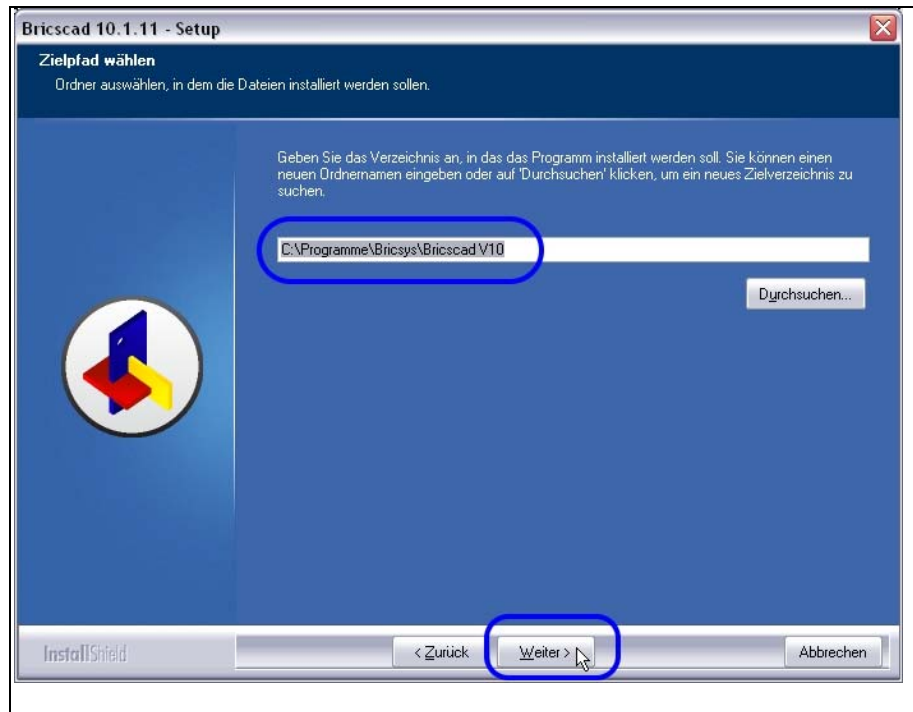 Bricscad 10.1.11 - Setup
Zielpfad wählen
Ordner auswählen, in dem die Dateien installiert werden sollen.
Geben Sie das Verzeichnis an, in das das Programm installiert werden soll. Sie können einen
neuen Ordnernamen eingeben oder auf 'Durchsuchen' klicken, um ein neues Zielverzeichnis zu
suchen.
C:\Programme\Bricsys\Bricscad V10
Durchsuchen...
InstallShield
< Zurück
Weiter >
Abbrechen